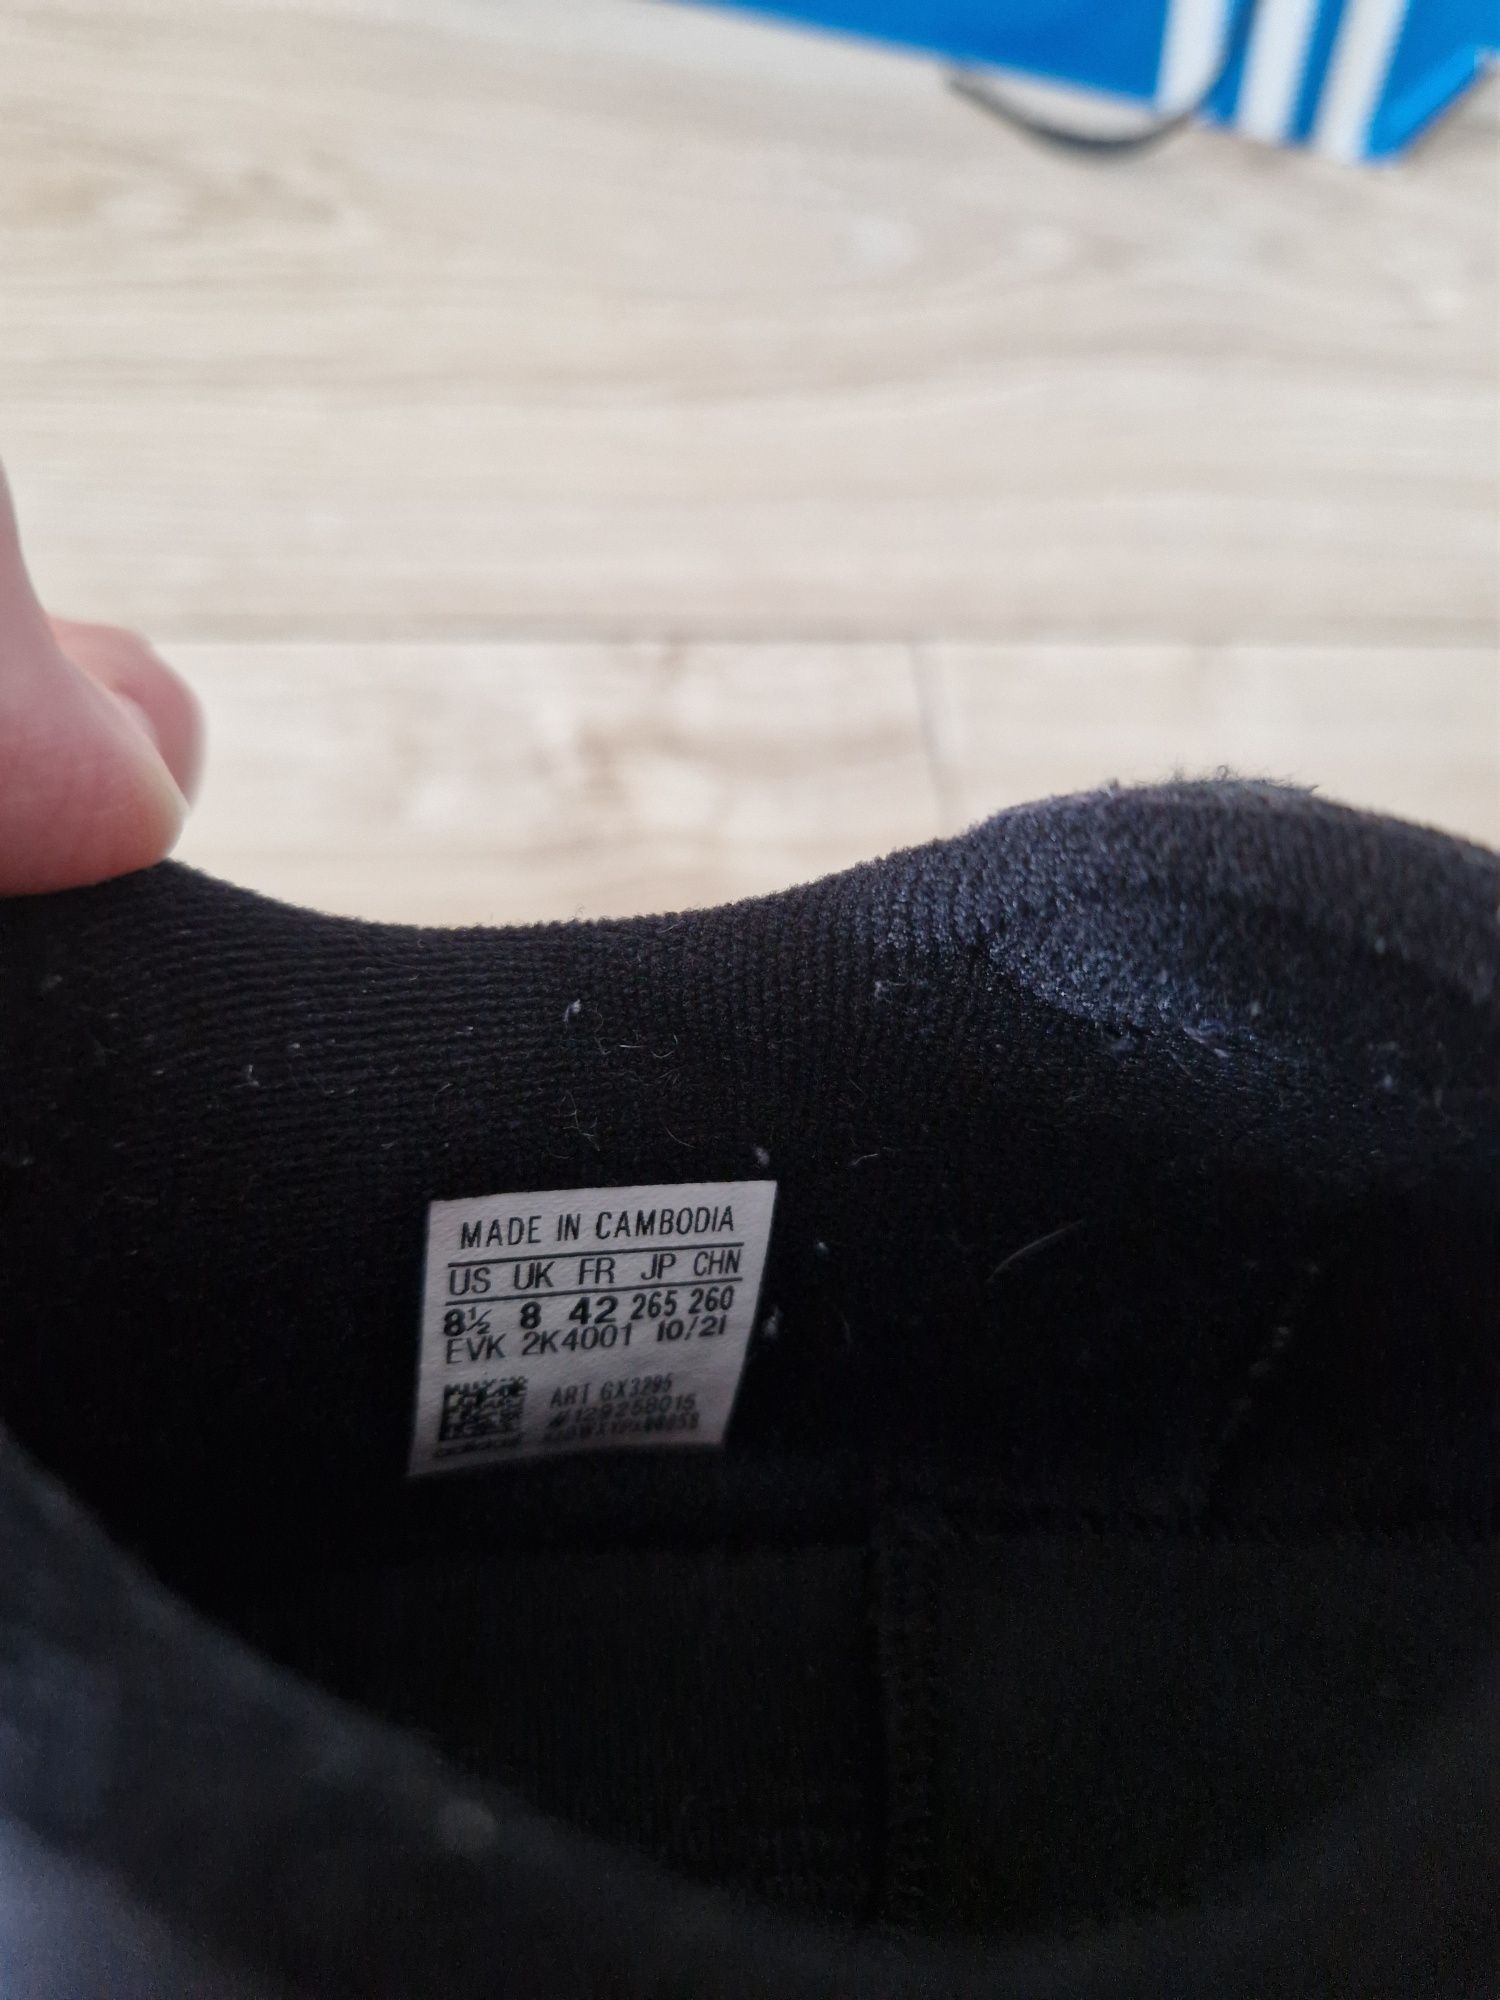 MADE IN CAMBODIA
US UK FR JP CHN
8½ 8 42 265 260
EVK 2K4001 10/21
ART GX3295
#129258015